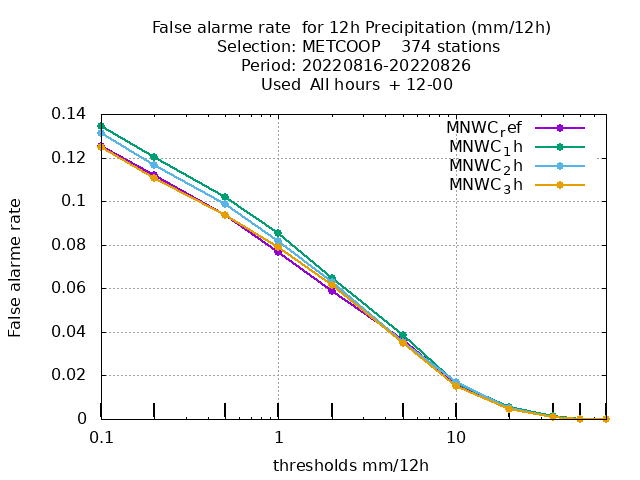 False alarme rate  for 12h Precipitation (mm/12h)
Selection: METCOOP    374 stations
Period: 20220816-20220826
Used  All hours  + 12-00
MNWC_ref
MNWC_1h
MNWC_2h
MNWC_3h
False alarme rate
0.14
0.12
0.1
0.08
0.06
0.04
0.02
0
0.1 1 10
thresholds mm/12h